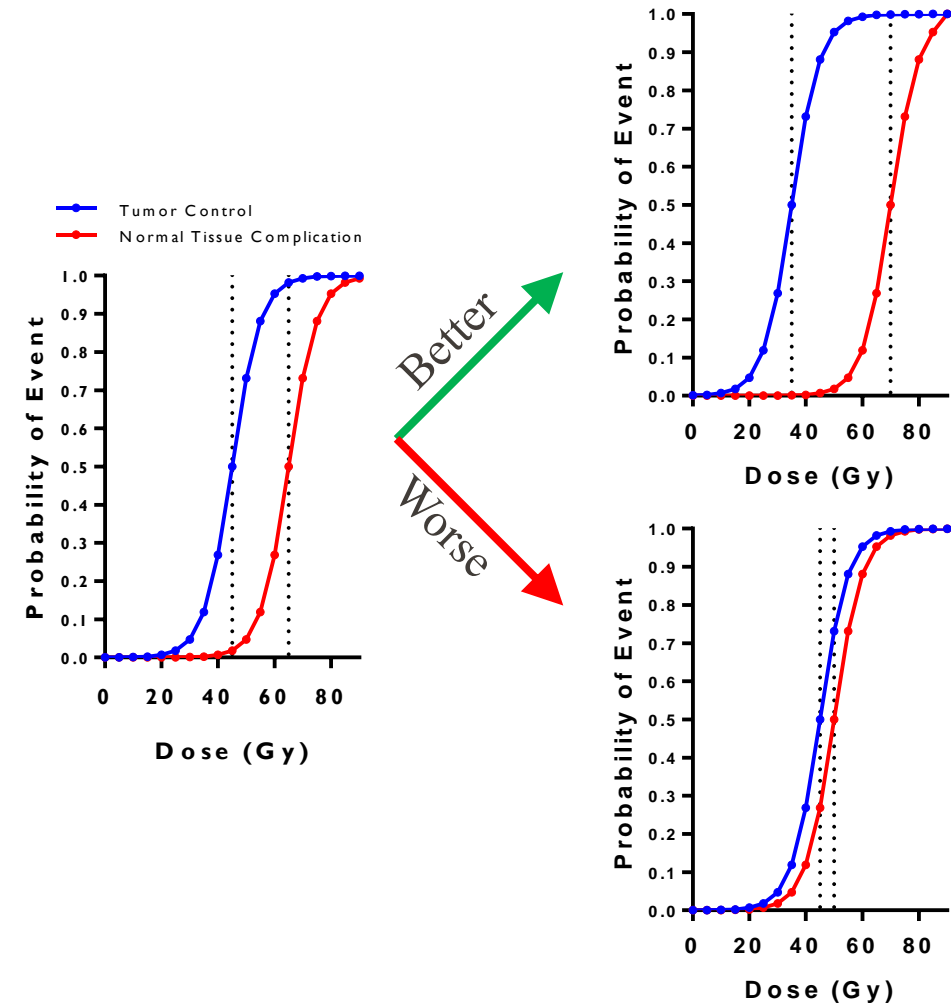 Tumor Control
Normal Tissue Complication
Probability of Event
1.0
0.9
0.8
0.7
0.6
0.5
0.4
0.3
0.2
0.1
0.0
0 20 40 60 80
Dose (Gy)
Better
Worse
Probability of Event
1.0
0.9
0.8
0.7
0.6
0.5
0.4
0.3
0.2
0.1
0.0
0 20 40 60 80
Dose (Gy)
Probability of Event
1.0
0.9
0.8
0.7
0.6
0.5
0.4
0.3
0.2
0.1
0.0
0 20 40 60 80
Dose (Gy)